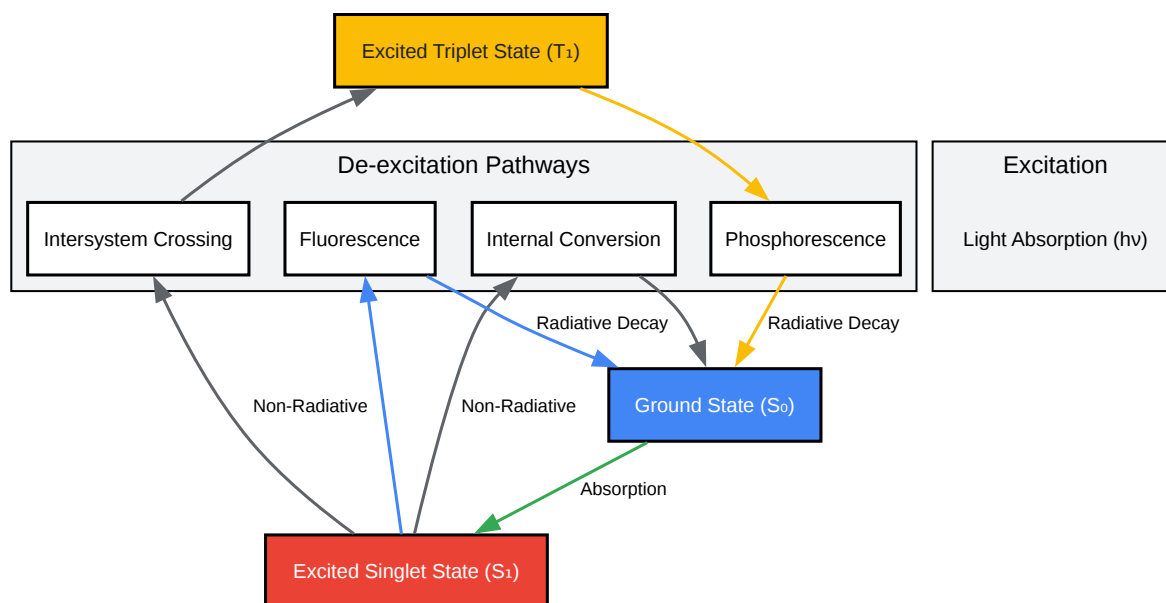 Excited Triplet State (T₁)
De-excitation Pathways
Excitation
Intersystem Crossing
Fluorescence
Internal Conversion
Phosphorescence
Light Absorption (hν)
Radiative Decay
Radiative Decay
Non-Radiative
Non-Radiative
Ground State (S₀)
Absorption
Excited Singlet State (S₁)